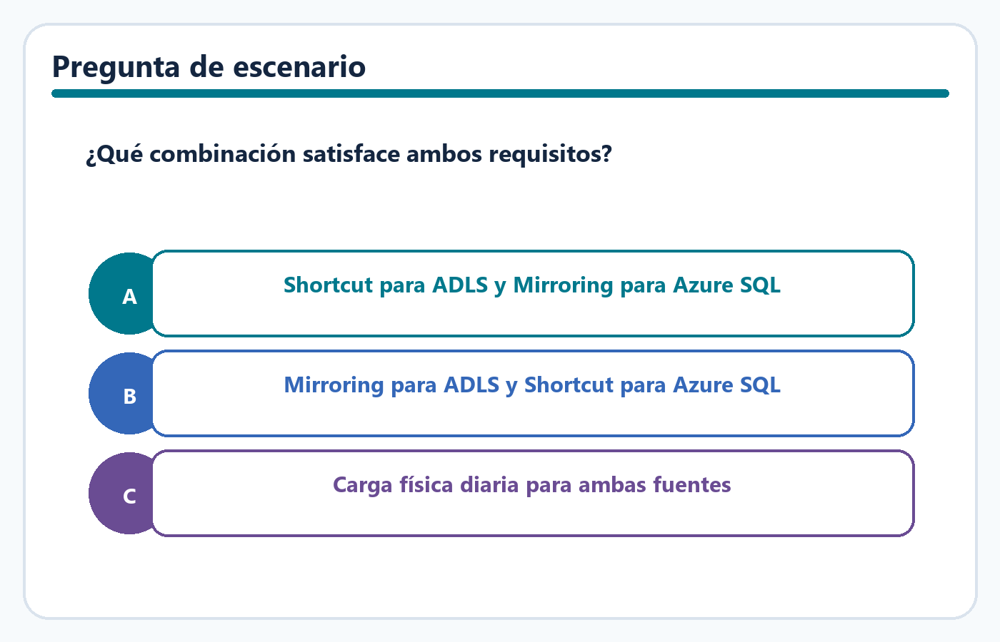 Pregunta de escenario
¿Qué combinación satisface ambos requisitos?
A
Shortcut para ADLS y Mirroring para Azure SQL
B
Mirroring para ADLS y Shortcut para Azure SQL
C
Carga física diaria para ambas fuentes